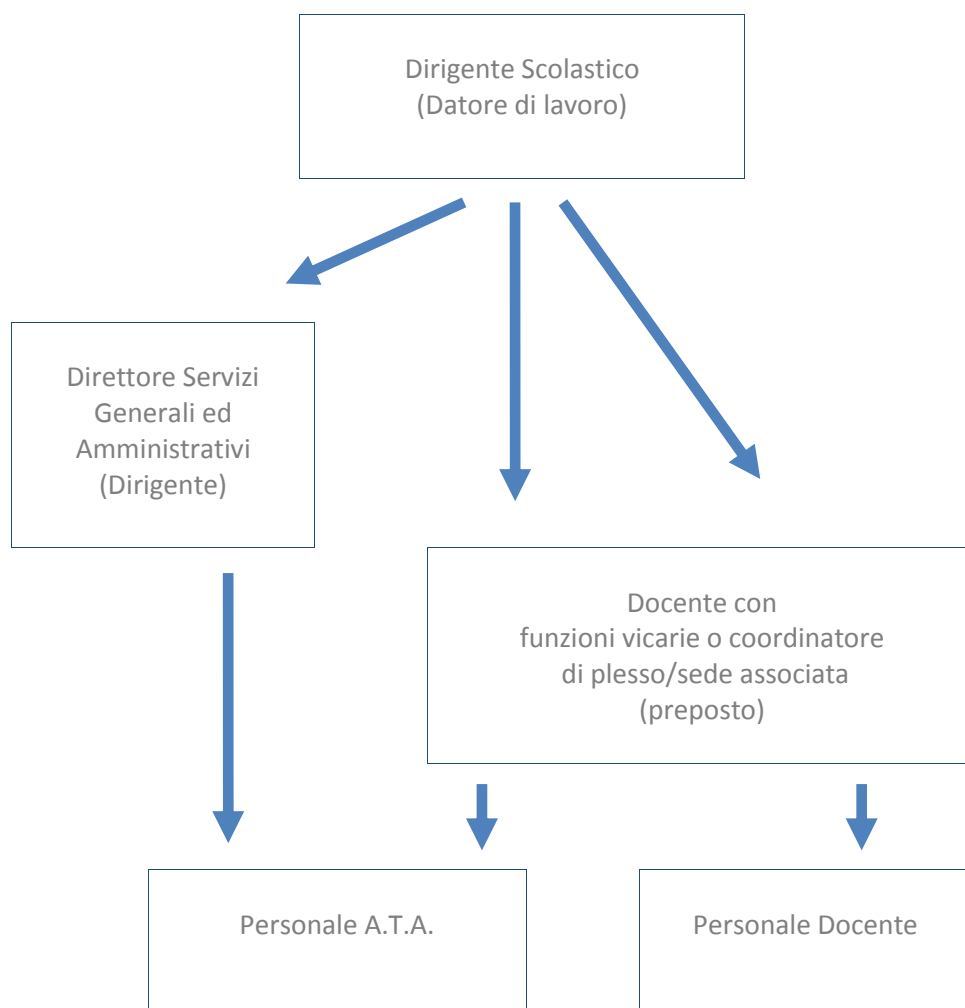 Dirigente Scolastico
(Datore di lavoro)
Direttore Servizi
Generali ed
Amministrativi
(Dirigente)
Docente con
funzioni vicarie o coordinatore
di plesso/sede associata
(preposto)
Personale A.T.A.
Personale Docente